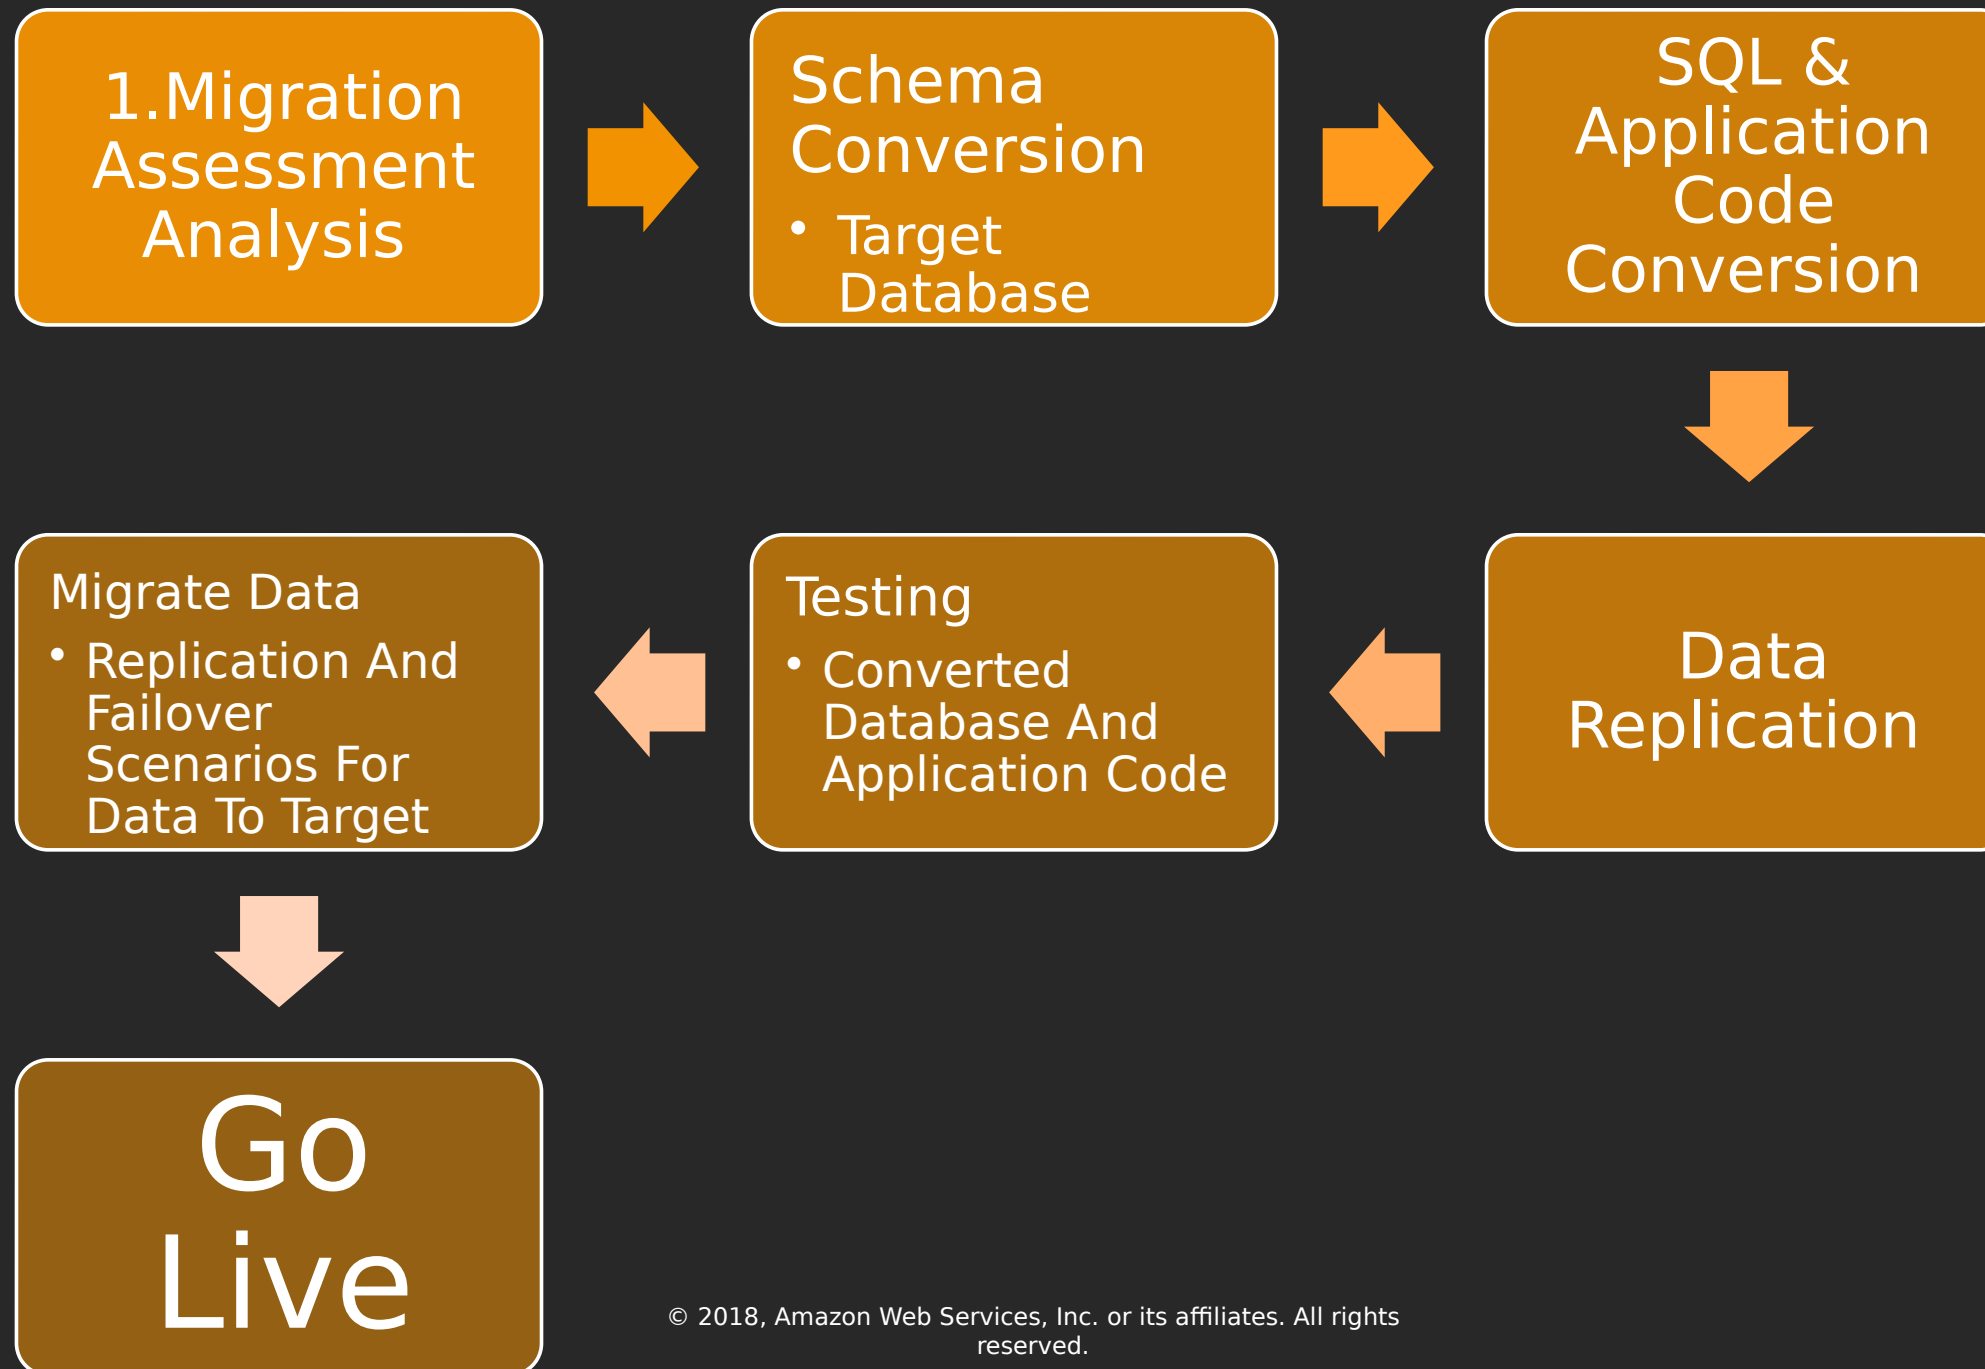 1.Migration
Assessment
Analysis
Schema
Conversion
• Target
Database
SQL &
Application
Code
Conversion
Data
Replication
Testing
• Converted
Database And
Application Code
Migrate Data
• Replication And
Failover
Scenarios For
Data To Target
Go
Live
© 2018, Amazon Web Services, Inc. or its affiliates. All rights
reserved.